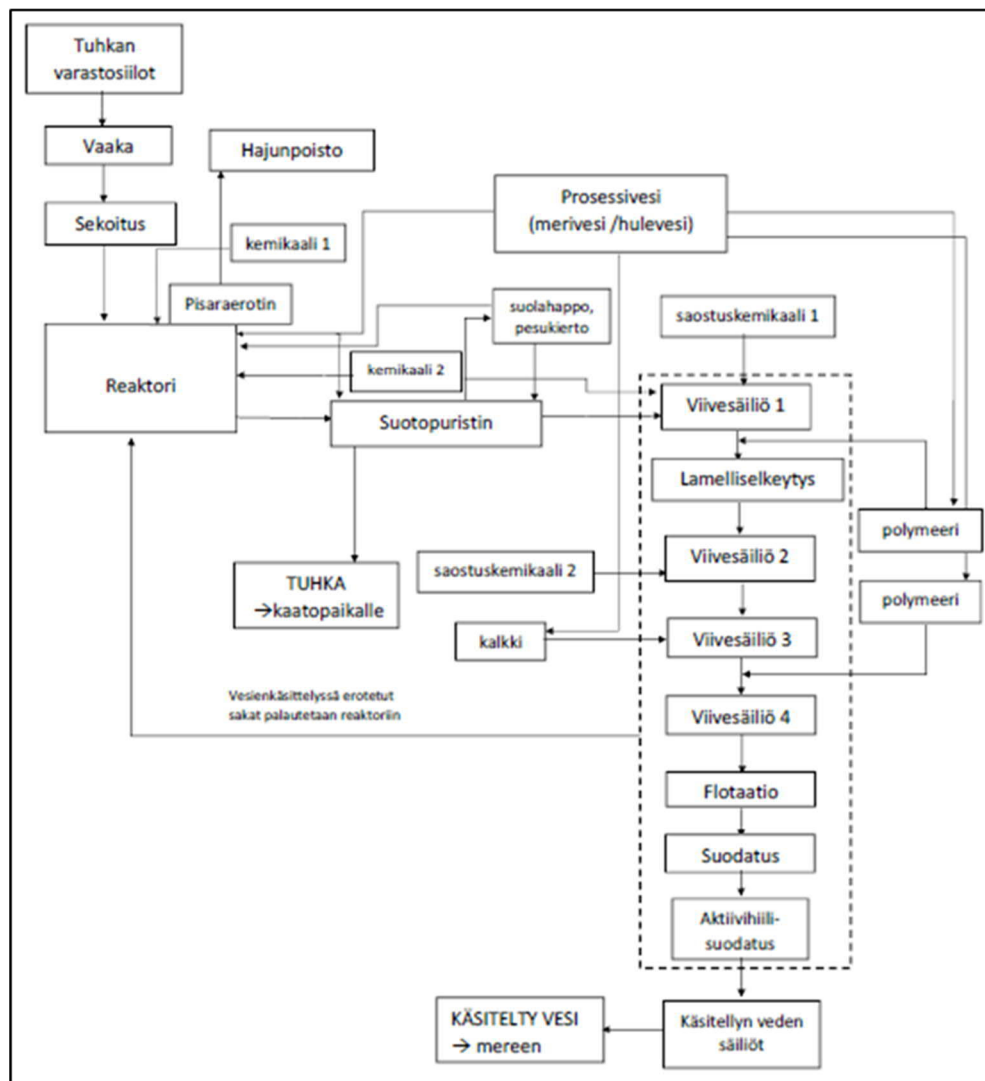 Tuhkan
varastosiilot
Vaaka
Hajunpoisto
Prosessivesi
(merivesi /hulevesi)
Sekoitus
kemikaali 1
Pisaraerotin
suolahappo,
pesukierto
saostuskemikaali 1
Reaktori
kemikaali 2
Viivesäiliö 1
Suotopuristin
Lamelliselkeytys
polymeeri
Viivesäiliö 2
TUHKA
→kaatopaikalle
saostuskemikaali 2
polymeeri
kalkki
Viivesäiliö 3
Vesienkäsittelyssä erotetut
sakat palautetaan reaktoriin
Viivesäiliö 4
Flotaatio
Suodatus
Aktiivihiili-
suodatus
KÄSITELTY VESI
→ mereen
Käsitellyn veden
säiliöt